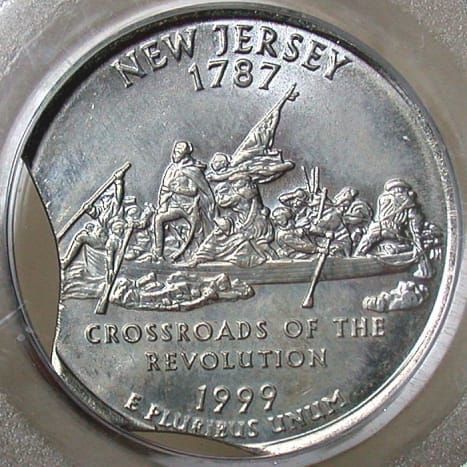 NEW JERSEY
1787
CROSSROADS OF THE
REVOLUTION
1999
E PLURIBUS UNUM